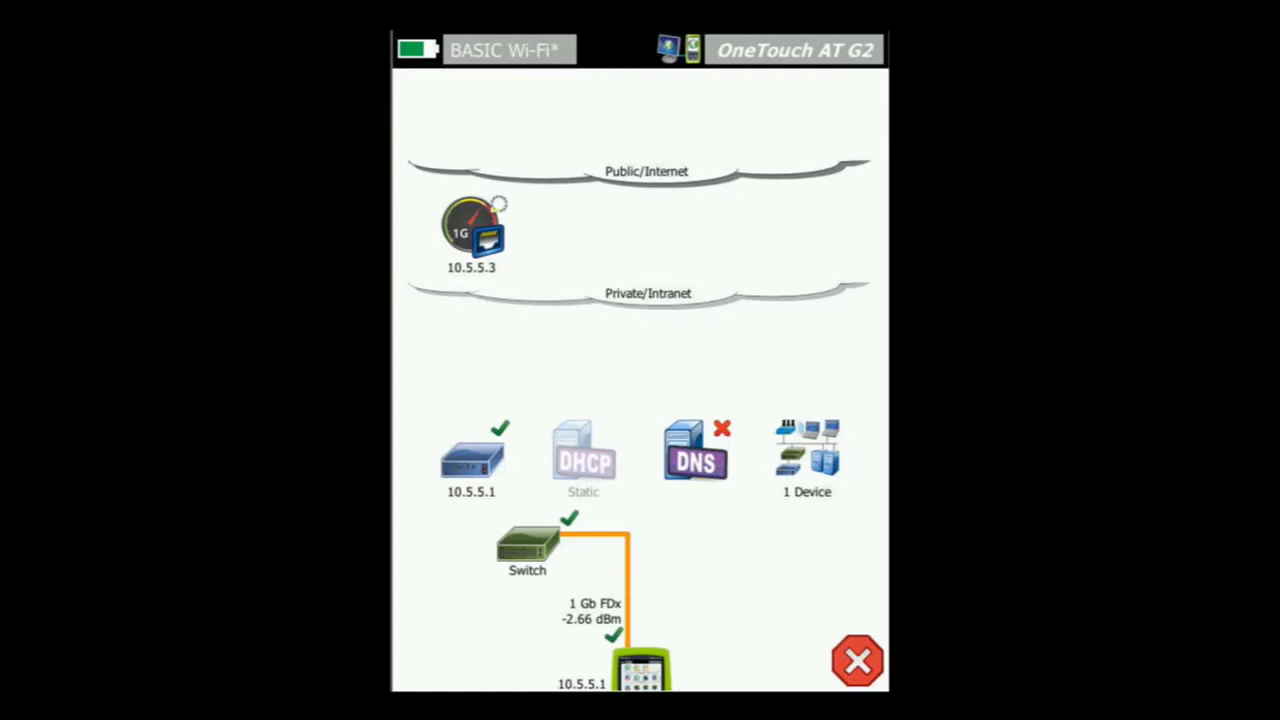 BASIC Wi-Fi*
OneTouch AT G2
Public/Internet
1G
10.5.5.3
Private/Intranet
DHCP
DNS
10.5.5.1
Static
1 Device
Switch
1 Gb FDx
-2.66 dBm
10.5.5.1